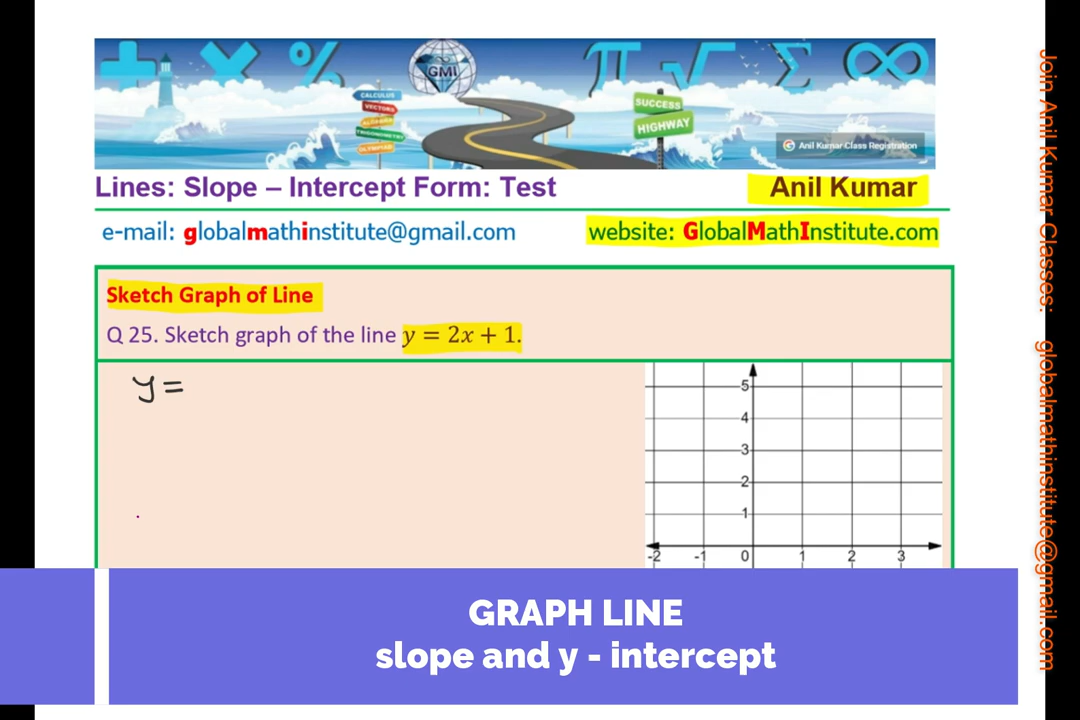 + × % GMI π √ Σ ∞
CALCULUS
VECTORS
ALGEBRA
TRIGONOMETRY
OLYMPIAD
SUCCESS
HIGHWAY
G Anil Kumar Class Registration
Lines: Slope – Intercept Form: Test Anil Kumar
e-mail: globalmathinstitute@gmail.com website: GlobalMathInstitute.com
Sketch Graph of Line
Q 25. Sketch graph of the line y = 2x + 1.
y =
5
4
3
2
1
-2 -1 0 1 2 3
GRAPH LINE
slope and y - intercept
Join Anil Kumar Classes: globalmathinstitute@gmail.com